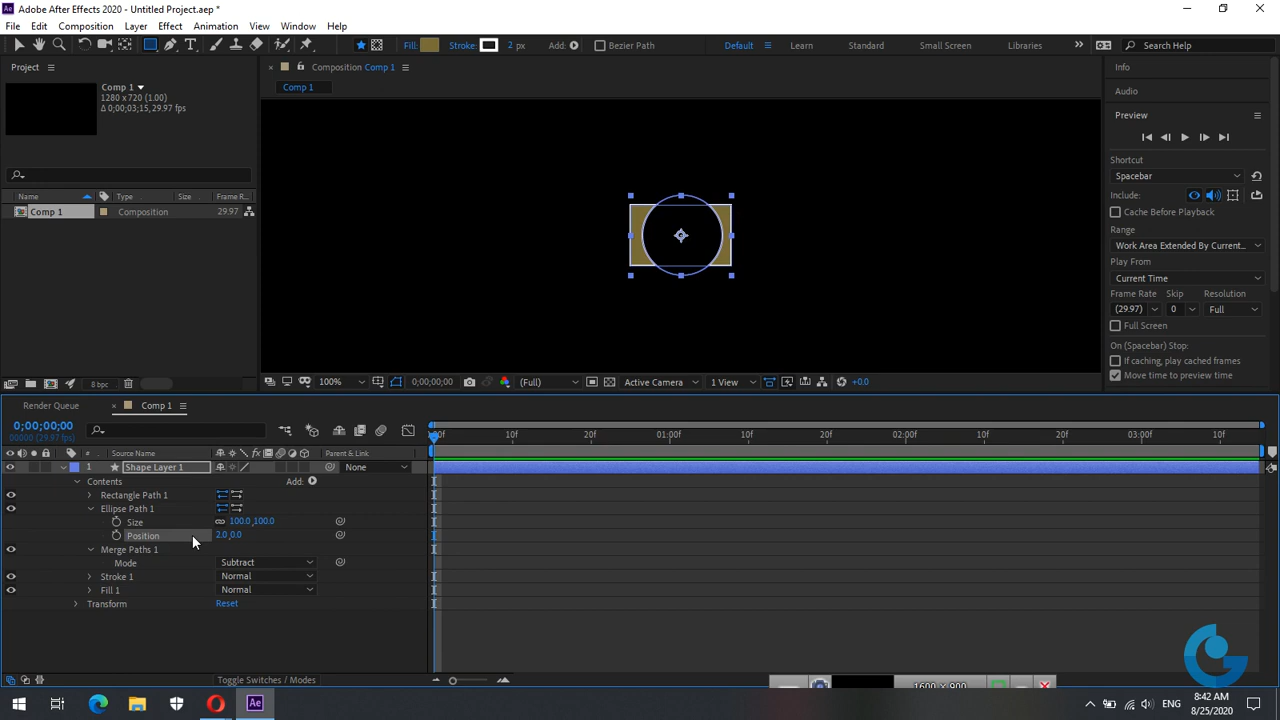 Adobe After Effects 2020 - Untitled Project.aep *
File Edit Composition Layer Effect Animation View Window Help
Fill: Stroke: 2 px Add: Bezier Path Default Learn Standard Small Screen Libraries Search Help
Project
Composition Comp 1
Info
Comp 1
1280 x 720 (1.00)
Δ 0;00;03;15, 29.97 fps
Comp 1
Audio
Preview
Shortcut
Spacebar
Include:
Cache Before Playback
Range
Work Area Extended By Current...
Play From
Current Time
Frame Rate Skip Resolution
(29.97) 0 Full
Full Screen
On (Spacebar) Stop:
If caching, play cached frames
Move time to preview time
Name Type Size Frame R...
Comp 1 Composition 29.97
8 bpc
100% 0;00;00;00 (Full) Active Camera 1 View +0.0
Render Queue Comp 1
0;00;00;00
00000 (29.97 fps)
:00f 10f 20f 01:00f 10f 20f 02:00f 10f 20f 03:00f 10f
# Source Name Parent & Link
1 Shape Layer 1 None
Contents Add:
Rectangle Path 1
Ellipse Path 1
Size 100.0,100.0
Position 2.0,0.0
Merge Paths 1
Mode Subtract
Stroke 1 Normal
Fill 1 Normal
Transform Reset
Toggle Switches / Modes
1600 x 900
Ae
ENG
8:42 AM
8/25/2020